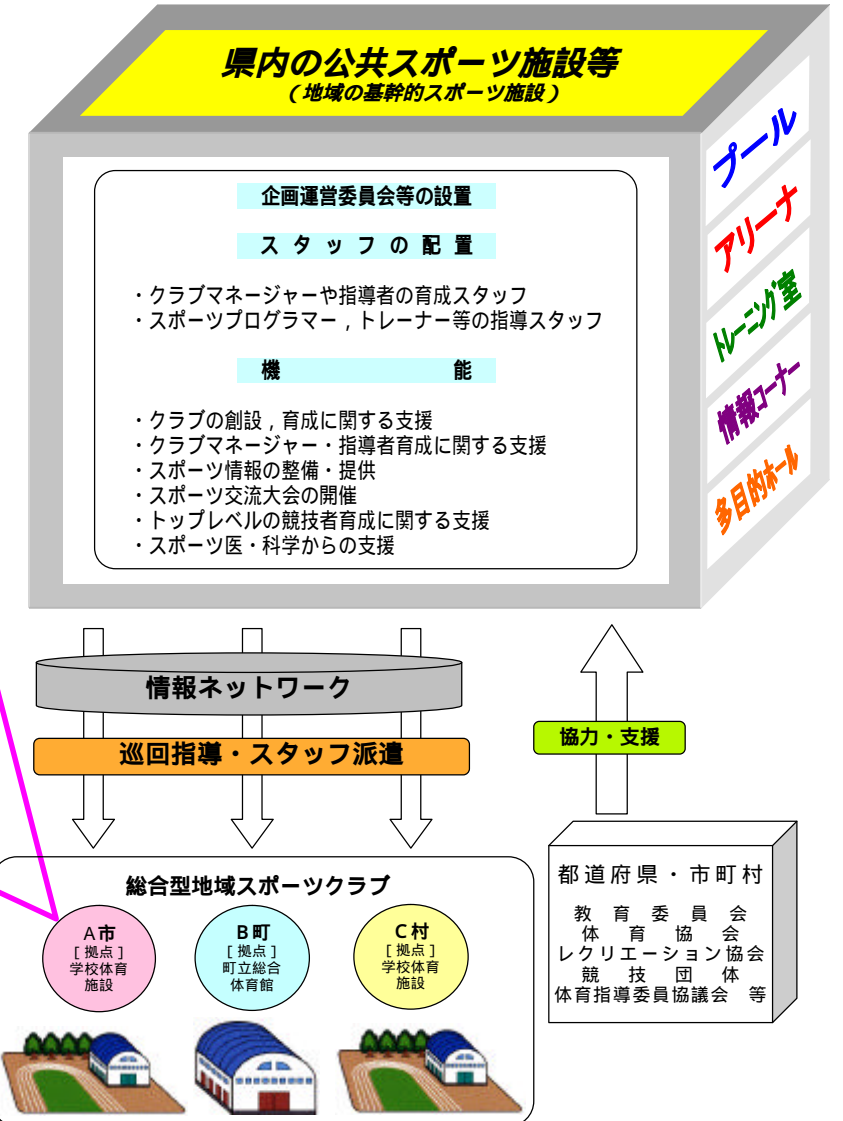 県内の公共スポーツ施設等
（地域の基幹的スポーツ施設）
企画運営委員会等の設置
スタッフの配置
・クラブマネージャーや指導者の育成スタッフ
・スポーツプログラマー，トレーナー等の指導スタッフ
機能
・クラブの創設，育成に関する支援
・クラブマネージャー・指導者育成に関する支援
・スポーツ情報の整備・提供
・スポーツ交流大会の開催
・トップレベルの競技者育成に関する支援
・スポーツ医・科学からの支援
プール
アリーナ
トレーニング室
情報コーナー
多目的ホール
情報ネットワーク
巡回指導・スタッフ派遣
協力・支援
総合型地域スポーツクラブ
A市
［拠点］
学校体育
施設
B町
［拠点］
町立総合
体育館
C村
［拠点］
学校体育
施設
都道府県・市町村
教育委員会
体育協会
レクリエーション協会
競技団体
体育指導委員協議会 等